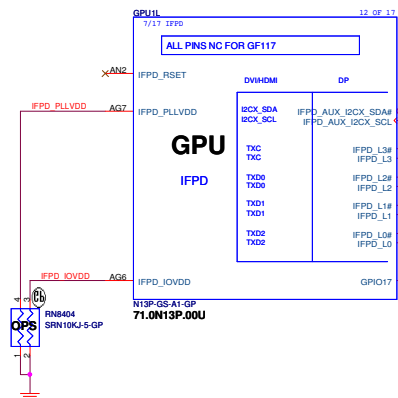 GPU1L
12 OF 17
7/17 IFPD
ALL PINS NC FOR GF117
AN2
IFPD_RSET
DVI/HDMI
DP
IFPD_PLLVDD
AG7
IFPD_PLLVDD
I2CX_SDA
I2CX_SCL
IFPD_AUX_I2CX_SDA#
IFPD_AUX_I2CX_SCL
GPU
TXC
TXC
IFPD_L3#
IFPD_L3
IFPD
TXD0
TXD0
IFPD_L2#
IFPD_L2
TXD1
TXD1
IFPD_L1#
IFPD_L1
TXD2
TXD2
IFPD_L0#
IFPD_L0
IFPD_IOVDD
AG6
IFPD_IOVDD
GPIO17
N13P-GS-A1-GP
71.0N13P.00U
4
3
RN8404
SRN10KJ-5-GP
OPS
1
2